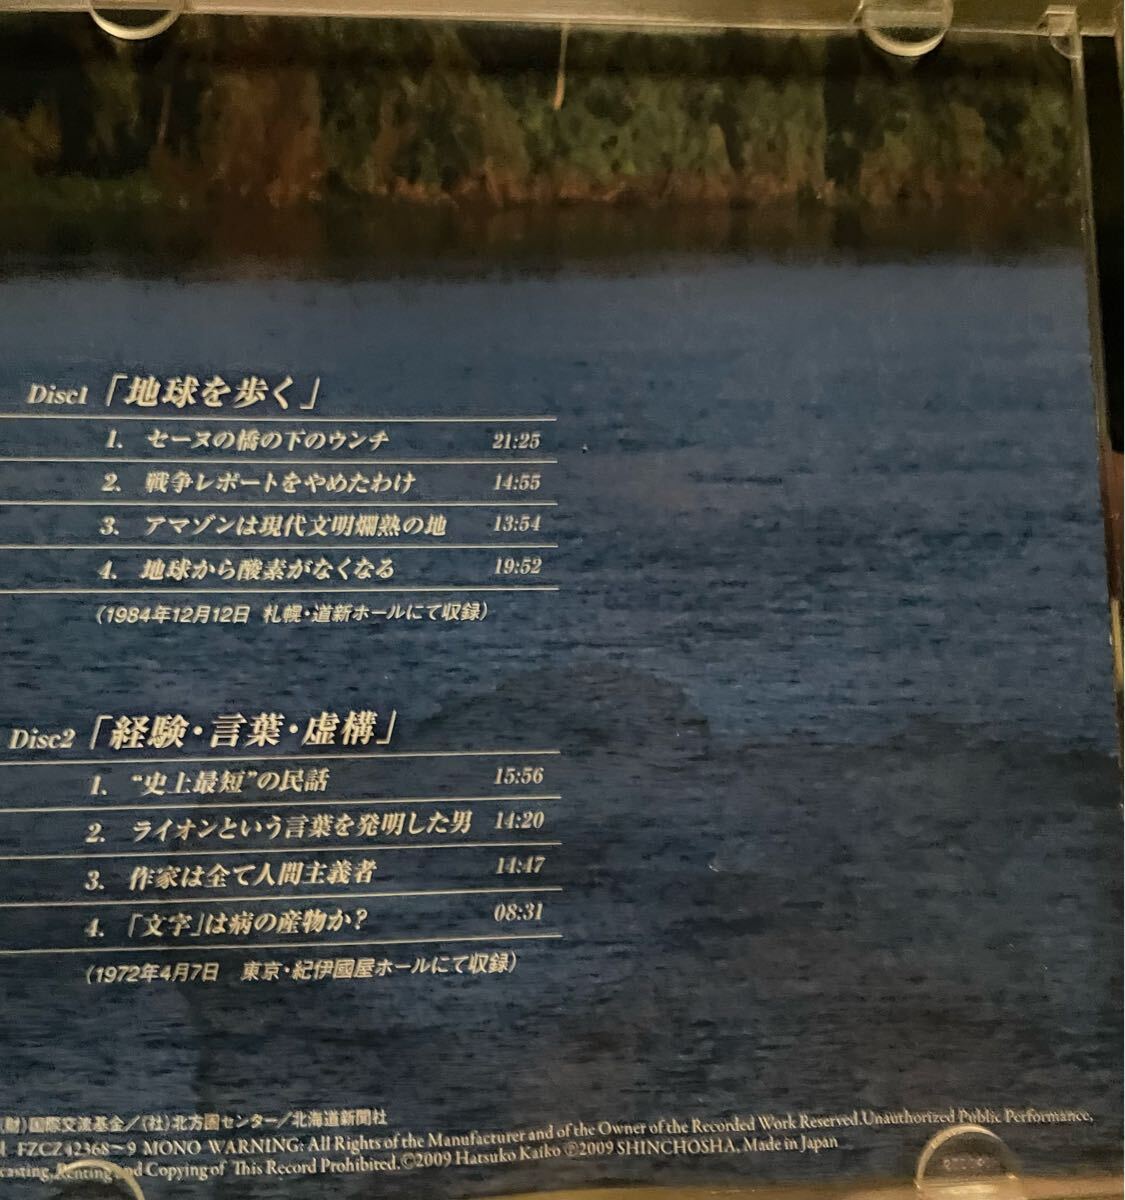 Disc1「地球を歩く」
1. セーヌの橋の下のウンチ 21:25
2. 戦争レポートをやめたわけ 14:55
3. アマゾンは現代文明爛熟の地 13:54
4. 地球から酸素がなくなる 19:52
（1984年12月12日 札幌・道新ホールにて収録）
Disc2「経験・言葉・虚構」
1. “史上最短”の民話 15:56
2. ライオンという言葉を発明した男 14:20
3. 作家は全て人間主義者 14:47
4. 「文字」は病の産物か? 08:31
（1972年4月7日 東京・紀伊國屋ホールにて収録）
財)国際交流基金／(社)北方圏センター／北海道新聞社
FZCZ 42368〜9 MONO WARNING: All Rights of the Manufacturer and of the Owner of the Recorded Work Reserved.Unauthorized Public Performance,
casting,Renting and Copying of This Record Prohibited.©2009 Hatsuko Kaiko ℗2009 SHINCHOSHA, Made in Japan